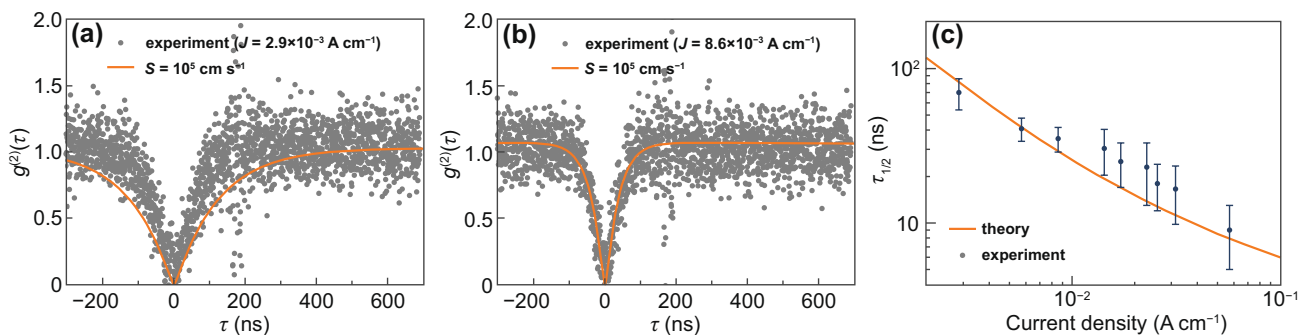 (a)
experiment (J = 2.9×10⁻³ A cm⁻¹)
S = 10⁵ cm s⁻¹
2.0
1.5
1.0
0.5
0
g⁽²⁾(τ)
−200 0 200 400 600
τ (ns)
(b)
experiment (J = 8.6×10⁻³ A cm⁻¹)
S = 10⁵ cm s⁻¹
2.0
1.5
1.0
0.5
0
g⁽²⁾(τ)
−200 0 200 400 600
τ (ns)
(c)
10²
10
τ₁/₂ (ns)
theory
experiment
10⁻² 10⁻¹
Current density (A cm⁻¹)